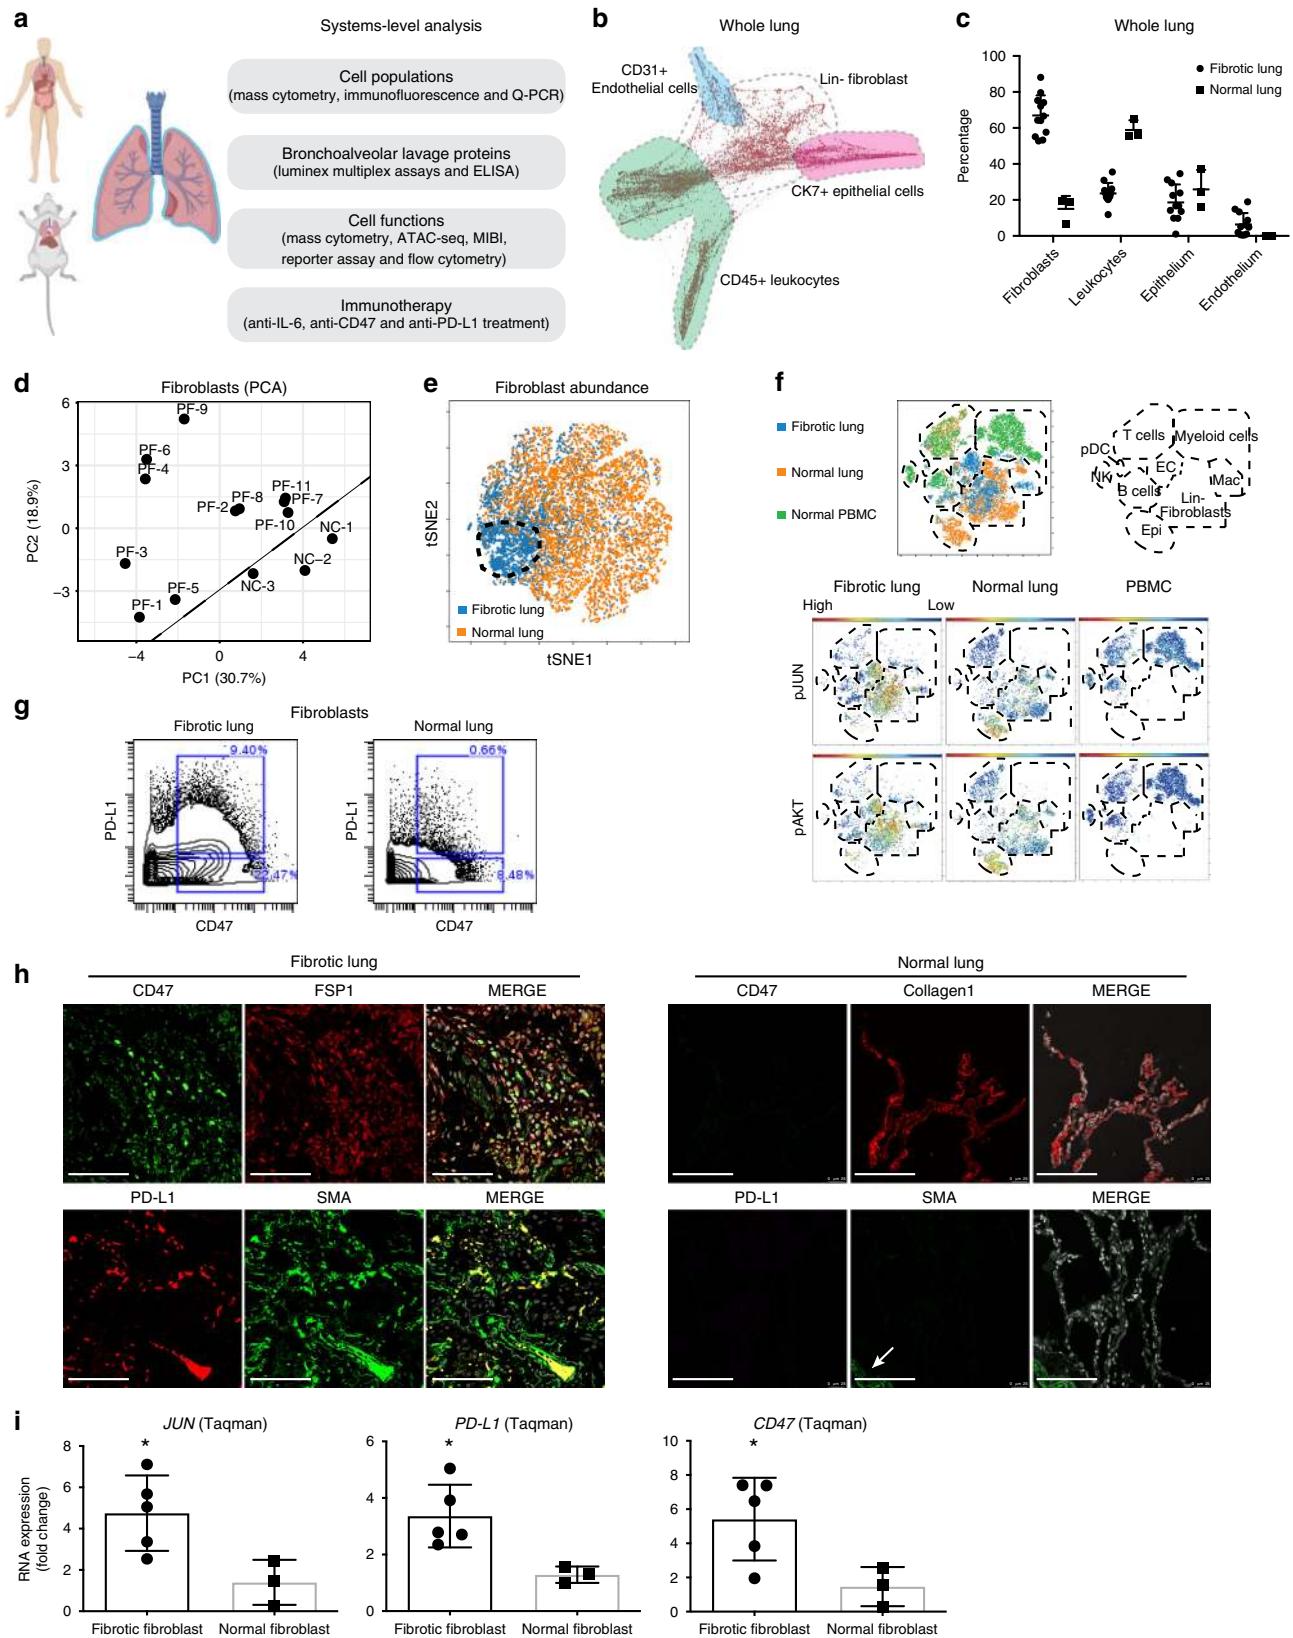 a
Systems-level analysis
Cell populations
(mass cytometry, immunofluorescence and Q-PCR)
Bronchoalveolar lavage proteins
(luminex multiplex assays and ELISA)
Cell functions
(mass cytometry, ATAC-seq, MIBI,
reporter assay and flow cytometry)
Immunotherapy
(anti-IL-6, anti-CD47 and anti-PD-L1 treatment)
b
Whole lung
CD31+
Endothelial cells
Lin- fibroblast
CK7+ epithelial cells
CD45+ leukocytes
c
Whole lung
Percentage
100
80
60
40
20
0
Fibrotic lung
Normal lung
Fibroblasts
Leukocytes
Epithelium
Endothelium
d
Fibroblasts (PCA)
PC2 (18.9%)
6
3
0
−3
PF-9
PF-6
PF-4
PF-11
PF-8
PF-7
PF-2
PF-10
NC-1
PF-3
NC-2
NC-3
PF-5
PF-1
−4
0
4
PC1 (30.7%)
e
Fibroblast abundance
tSNE2
Fibrotic lung
Normal lung
tSNE1
f
Fibrotic lung
Normal lung
Normal PBMC
T cells
Myeloid cells
pDC
EC
NK
Mac
B cells
Lin-
Fibroblasts
Epi
Fibrotic lung
Normal lung
PBMC
High
Low
pJUN
pAKT
g
Fibroblasts
Fibrotic lung
Normal lung
PD-L1
9.40%
22.47%
CD47
PD-L1
0.66%
8.48%
CD47
h
Fibrotic lung
CD47
FSP1
MERGE
PD-L1
SMA
MERGE
Normal lung
CD47
Collagen1
MERGE
PD-L1
SMA
MERGE
i
JUN (Taqman)
RNA expression
(fold change)
8
6
4
2
0
*
Fibrotic fibroblast
Normal fibroblast
PD-L1 (Taqman)
6
4
2
0
*
Fibrotic fibroblast
Normal fibroblast
CD47 (Taqman)
10
8
6
4
2
0
*
Fibrotic fibroblast
Normal fibroblast